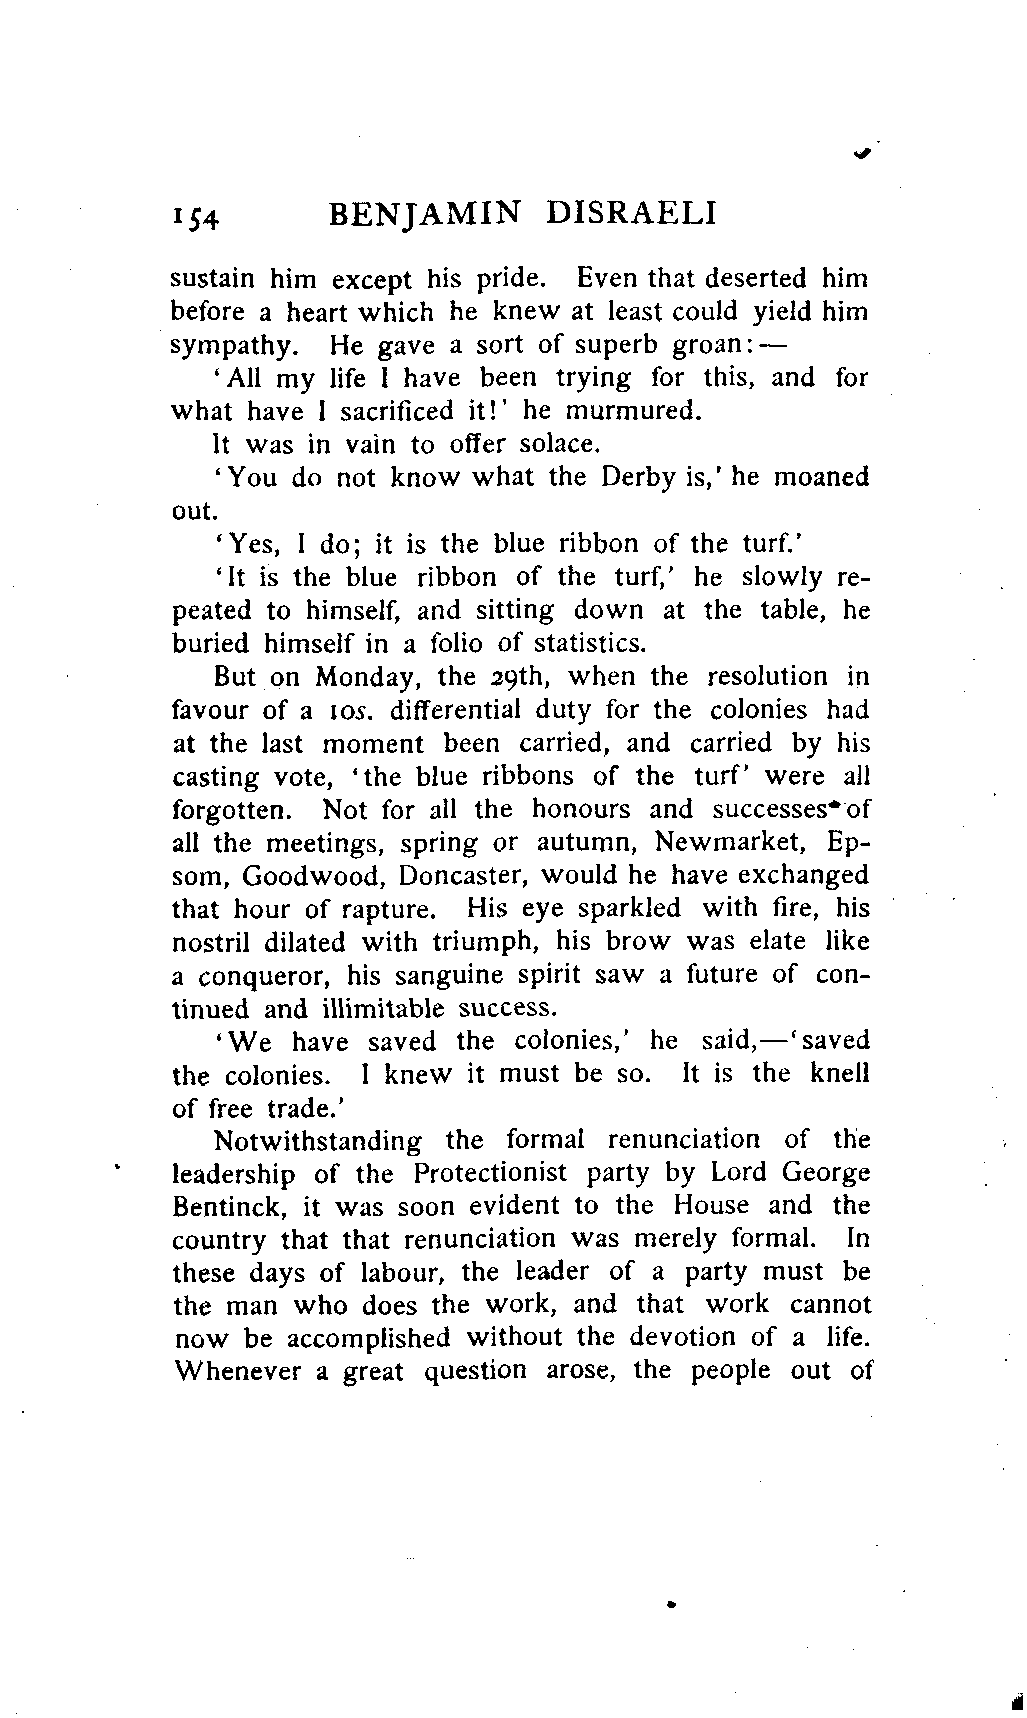 154 BENJAMIN DISRAELI
sustain him except his pride. Even that deserted him
before a heart which he knew at least could yield him
sympathy. He gave a sort of superb groan:—
‘All my life I have been trying for this, and for
what have I sacrificed it!’ he murmured.
It was in vain to offer solace.
‘You do not know what the Derby is,’ he moaned
out.
‘Yes, I do; it is the blue ribbon of the turf.’
‘It is the blue ribbon of the turf,’ he slowly re-
peated to himself, and sitting down at the table, he
buried himself in a folio of statistics.
But on Monday, the 29th, when the resolution in
favour of a 10s. differential duty for the colonies had
at the last moment been carried, and carried by his
casting vote, ‘the blue ribbons of the turf’ were all
forgotten. Not for all the honours and successes of
all the meetings, spring or autumn, Newmarket, Ep-
som, Goodwood, Doncaster, would he have exchanged
that hour of rapture. His eye sparkled with fire, his
nostril dilated with triumph, his brow was elate like
a conqueror, his sanguine spirit saw a future of con-
tinued and illimitable success.
‘We have saved the colonies,’ he said,—‘saved
the colonies. I knew it must be so. It is the knell
of free trade.’
Notwithstanding the formal renunciation of the
leadership of the Protectionist party by Lord George
Bentinck, it was soon evident to the House and the
country that that renunciation was merely formal. In
these days of labour, the leader of a party must be
the man who does the work, and that work cannot
now be accomplished without the devotion of a life.
Whenever a great question arose, the people out of